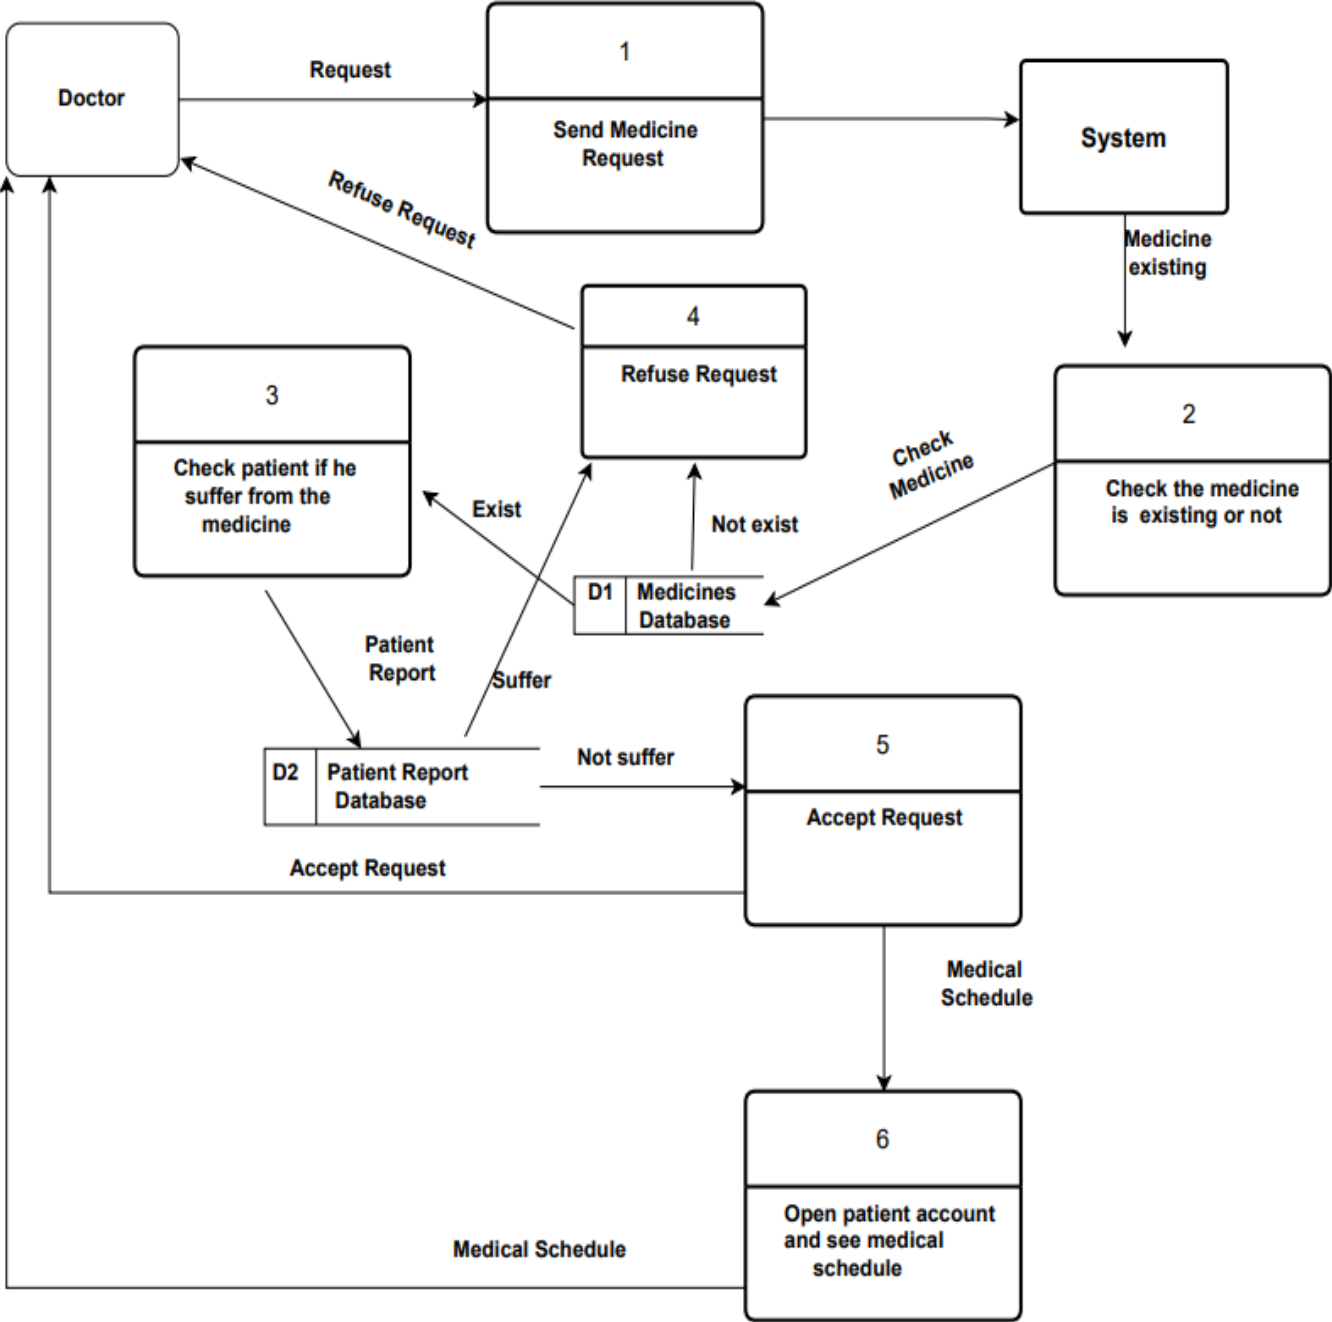 Doctor
Request
1
Send Medicine
Request
System
Refuse Request
Medicine
existing
4
Refuse Request
3
Check patient if he
suffer from the
medicine
2
Check the medicine
is existing or not
Check
Medicine
Exist
Not exist
D1
Medicines
Database
Patient
Report
Suffer
D2
Patient Report
Database
Not suffer
5
Accept Request
Accept Request
Medical
Schedule
6
Open patient account
and see medical
schedule
Medical Schedule